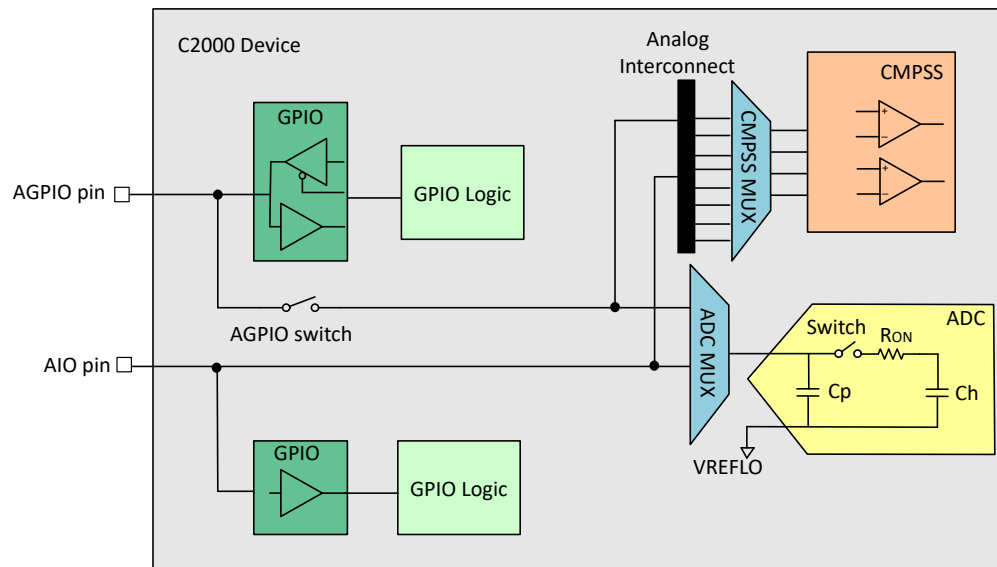 C2000 Device
Analog
Interconnect
CMPSS
GPIO
CMPSS MUX
+
−
+
−
GPIO Logic
AGPIO pin
AGPIO switch
ADC MUX
ADC
Switch
RON
AIO pin
Cp
Ch
VREFLO
GPIO
GPIO Logic